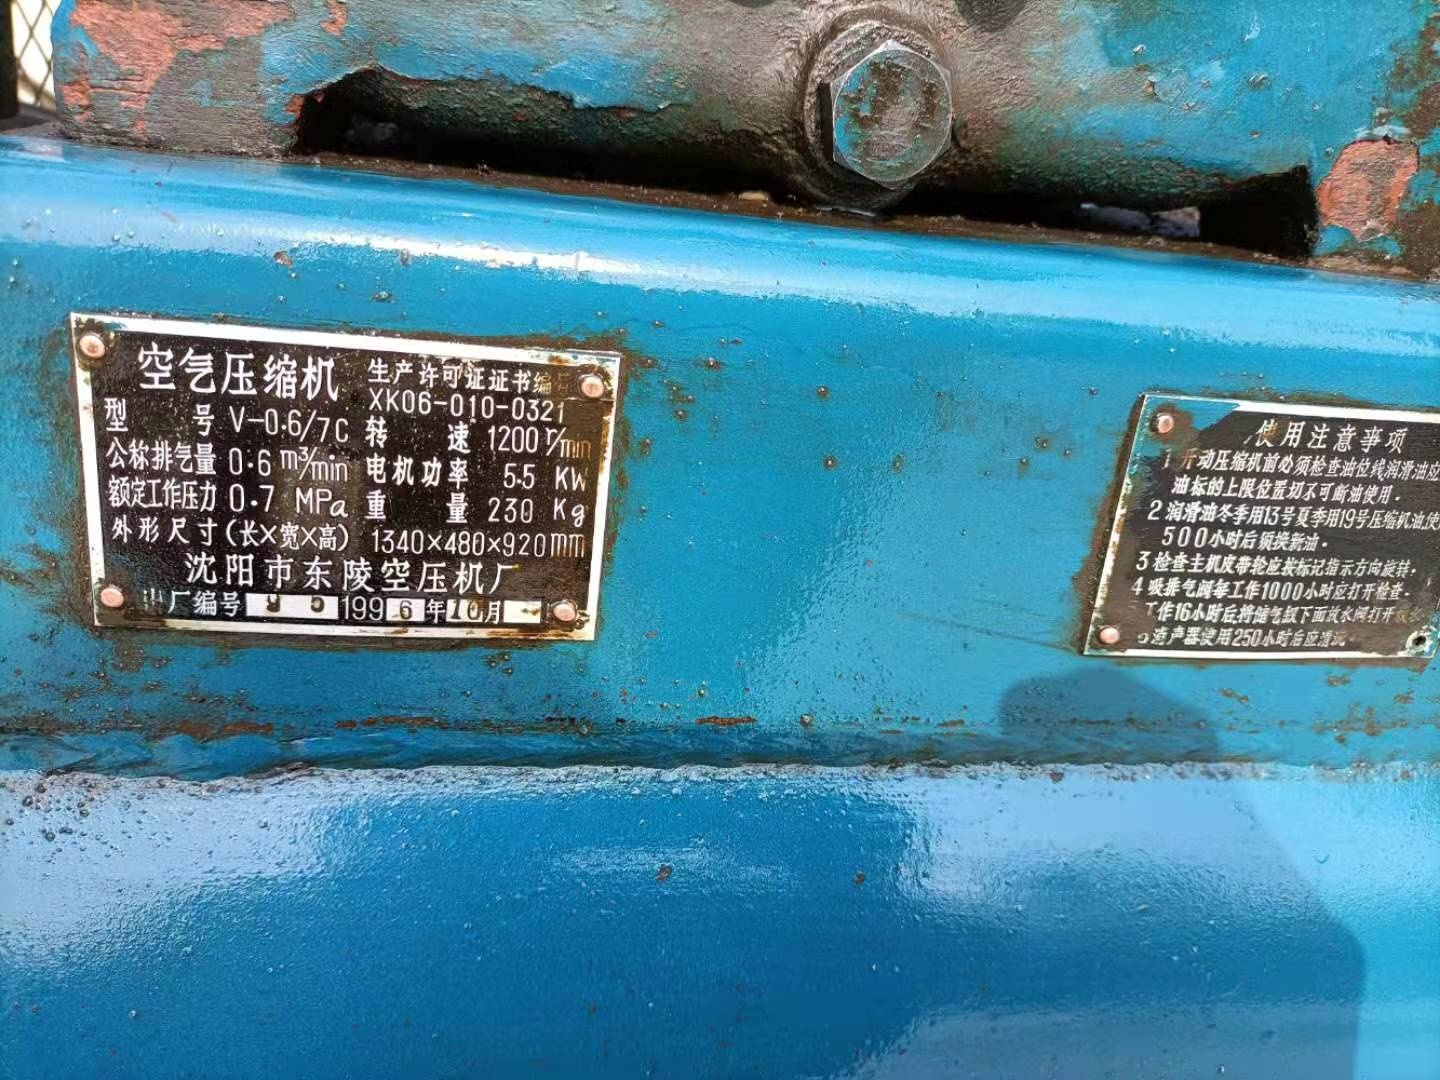 空气压缩机
生产许可证证书编号
XK06-010-0321
型 号 V-0.6/7C 转 速 1200 r/min
公称排气量 0.6 m³/min 电机功率 5.5 KW
额定工作压力 0.7 MPa 重 量 230 Kg
外形尺寸(长×宽×高) 1340×480×920mm
沈阳市东陵空压机厂
出厂编号 1996年10月
使用注意事项
1 开动压缩机前必须检查油位线润滑油应
油标的上限位置切不可断油使用.
2 润滑油冬季用13号夏季用19号压缩机油使
500小时后须换新油.
3 检查主机皮带轮应按标记指示方向旋转.
4 吸排气阀每工作1000小时应打开检查.
工作16小时后将储气缸下面放水阀打开放水
消声器使用250小时后应清洗